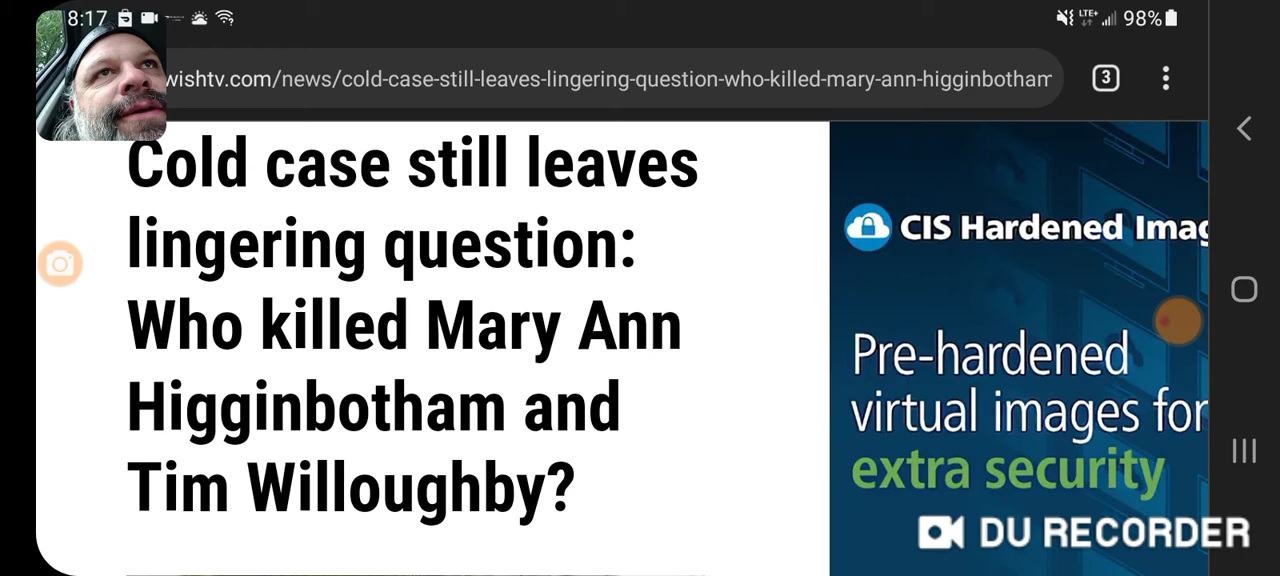 8:17
LTE+
98%
wishtv.com/news/cold-case-still-leaves-lingering-question-who-killed-mary-ann-higginbotham
3
Cold case still leaves
lingering question:
Who killed Mary Ann
Higginbotham and
Tim Willoughby?
CIS Hardened Imag
Pre-hardened
virtual images for
extra security
DU RECORDER